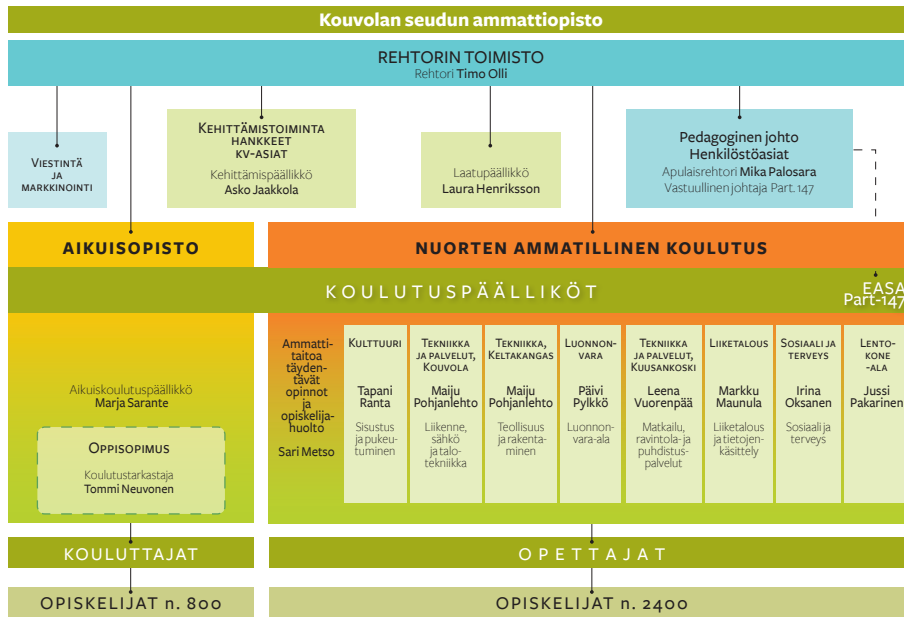 Kouvolan seudun ammattiopisto
REHTORIN TOIMISTO
Rehtori Timo Olli
VIESTINTÄ
JA
MARKKINOINTI
KEHITTÄMISTOIMINTA
HANKKEET
KV-ASIAT
Kehittämispäällikkö
Asko Jaakkola
Laatupäällikkö
Laura Henriksson
Pedagoginen johto
Henkilöstöasiat
Apulaisrehtori Mika Palosara
Vastuullinen johtaja Part. 147
AIKUISOPISTO
NUORTEN AMMATILLINEN KOULUTUS
KOULUTUSPÄÄLLIKÖT
EASA
Part-147
Aikuiskoulutuspäällikkö
Marja Sarante
OPPISOPIMUS
Koulutustarkastaja
Tommi Neuvonen
Ammatti-
taitoa
täyden-
tävät
opinnot
ja
opiskelija-
huolto
Sari Metso
KULTTUURI
Tapani
Ranta
Sisustus
ja pukeu-
tuminen
TEKNIIKKA
JA PALVELUT,
KOUVOLA
Maiju
Pohjanlehto
Liikenne,
sähkö
ja talo-
tekniikka
TEKNIIKKA,
KELTAKANGAS
Maiju
Pohjanlehto
Teollisuus
ja rakenta-
minen
LUONNON-
VARA
Päivi
Pylkkö
Luonnon-
vara-ala
TEKNIIKKA
JA PALVELUT,
KUUSANKOSKI
Leena
Vuorenpää
Matkailu,
ravintola- ja
puhdistus-
palvelut
LIIKETALOUS
Markku
Maunula
Liiketalous
ja tietojen-
käsittely
SOSIAALI JA
TERVEYS
Irina
Oksanen
Sosiaali ja
terveys
LENTO-
KONE
-ALA
Jussi
Pakarinen
KOULUTTAJAT
OPETTAJAT
OPISKELIJAT n. 800
OPISKELIJAT n. 2400